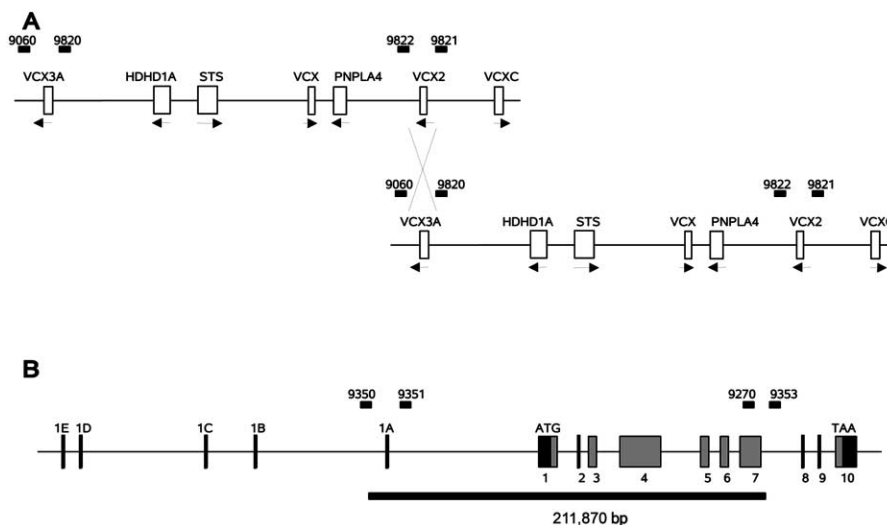 A
9060 9820 9822 9821
VCX3A HDHD1A STS VCX PNPLA4 VCX2 VCXC
9060 9820 9822 9821
VCX3A HDHD1A STS VCX PNPLA4 VCX2
B
9350 9351 9270 9353
1E 1D 1C 1B 1A ATG TAA
1 2 3 4 5 6 7 8 9 10
211,870 bp